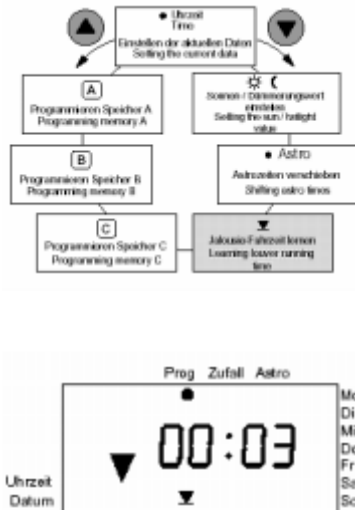 Uhrzeit
Time
Einstellen der aktuellen Daten
Setting the current data
A
Programmieren Speicher A
Programming memory A
Sonnen / Dämmerungswert
einstellen
Setting the sun / twilight
value
B
Programmieren Speicher B
Programming memory B
Astro
Astrozeiten verschieben
Shifting astro times
C
Programmieren Speicher C
Programming memory C
Jalousie Fahrzeit lernen
Learning louver running
time
Prog Zufall Astro
00:03
Mo
Di
Mi
Do
Fr
Sa
So
Uhrzeit
Datum